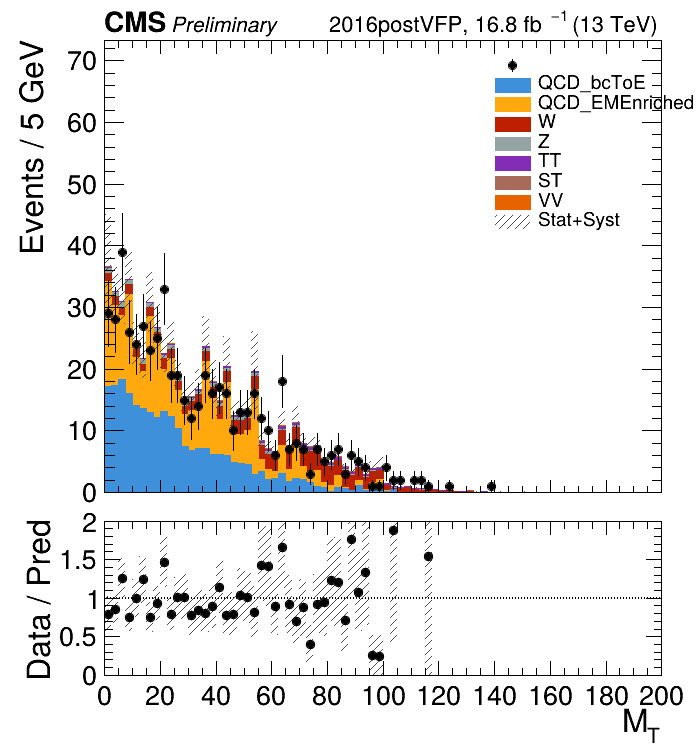 CMS Preliminary 2016postVFP, 16.8 fb⁻¹ (13 TeV)
Events / 5 GeV
70
60
50
40
30
20
10
0
QCD_bcToE
QCD_EMEnriched
W
Z
TT
ST
VV
Stat+Syst
Data / Pred
2
1.5
1
0.5
0
0 20 40 60 80 100 120 140 160 180 200
M_T